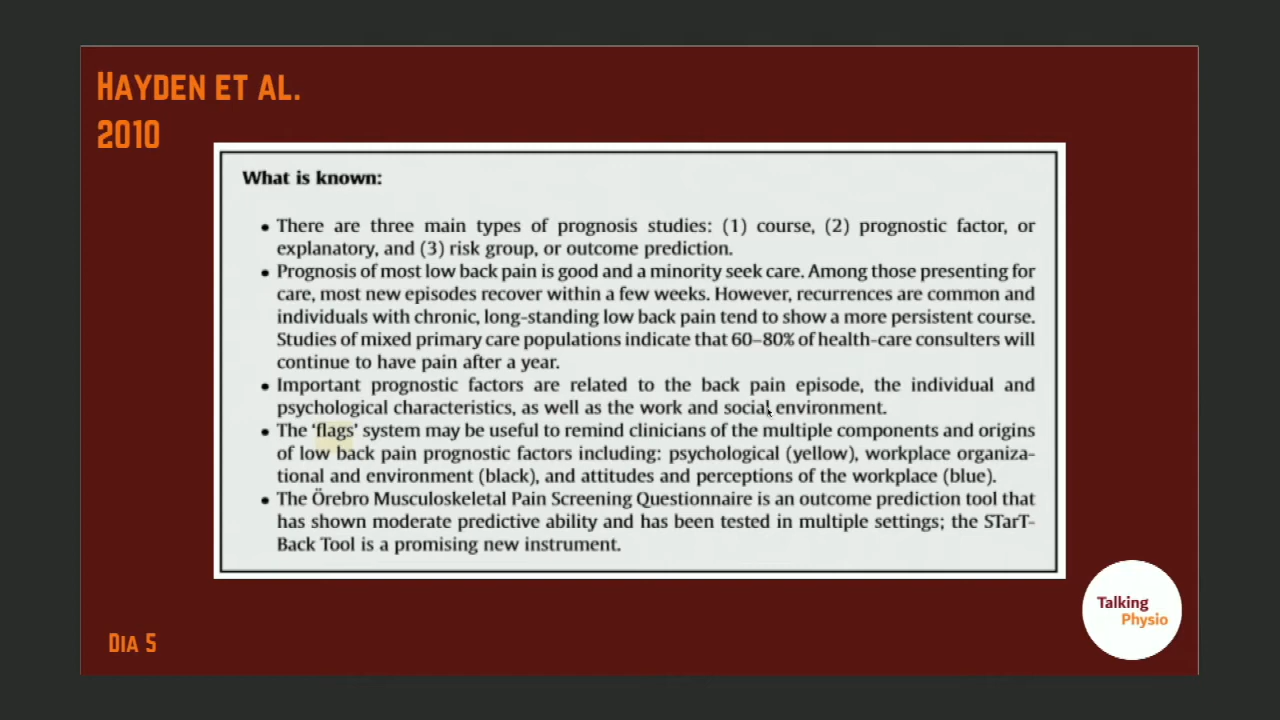 HAYDEN ET AL.
2010
What is known:
• There are three main types of prognosis studies: (1) course, (2) prognostic factor, or
explanatory, and (3) risk group, or outcome prediction.
• Prognosis of most low back pain is good and a minority seek care. Among those presenting for
care, most new episodes recover within a few weeks. However, recurrences are common and
individuals with chronic, long-standing low back pain tend to show a more persistent course.
Studies of mixed primary care populations indicate that 60–80% of health-care consulters will
continue to have pain after a year.
• Important prognostic factors are related to the back pain episode, the individual and
psychological characteristics, as well as the work and social environment.
• The ‘flags’ system may be useful to remind clinicians of the multiple components and origins
of low back pain prognostic factors including: psychological (yellow), workplace organiza-
tional and environment (black), and attitudes and perceptions of the workplace (blue).
• The Örebro Musculoskeletal Pain Screening Questionnaire is an outcome prediction tool that
has shown moderate predictive ability and has been tested in multiple settings; the STarT-
Back Tool is a promising new instrument.
Talking
Physio
DIA 5